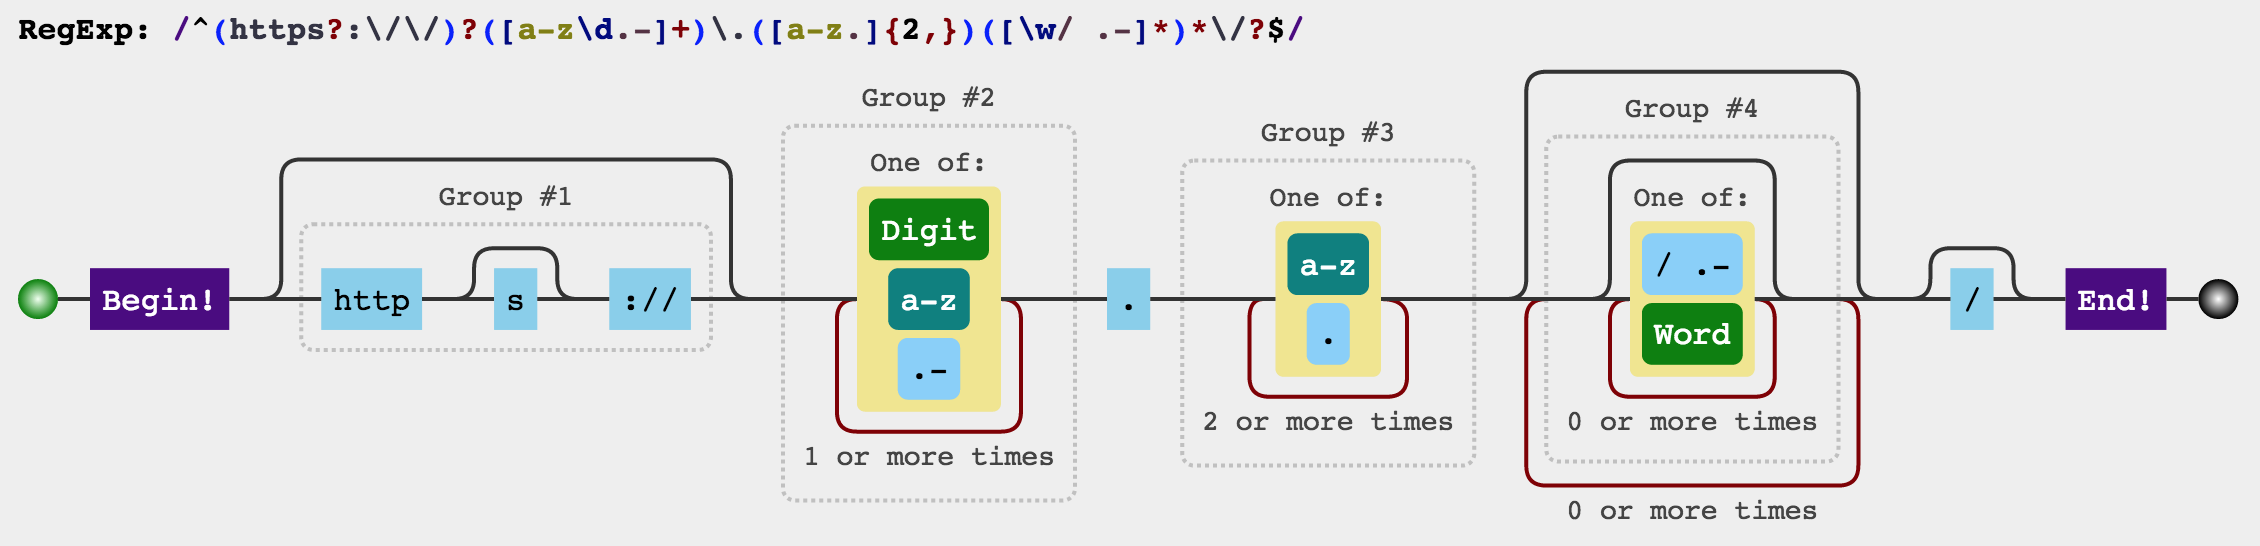 RegExp: /^(https?:\/\/)?([a-z\d.-]+)\.([a-z.]{2,})([\w/ .-]*)*\/?$/
Group #1
Group #2
Group #3
Group #4
One of:
One of:
One of:
Begin!
http
s
://
Digit
a-z
.-
1 or more times
.
a-z
.
2 or more times
/ .-
Word
0 or more times
0 or more times
/
End!